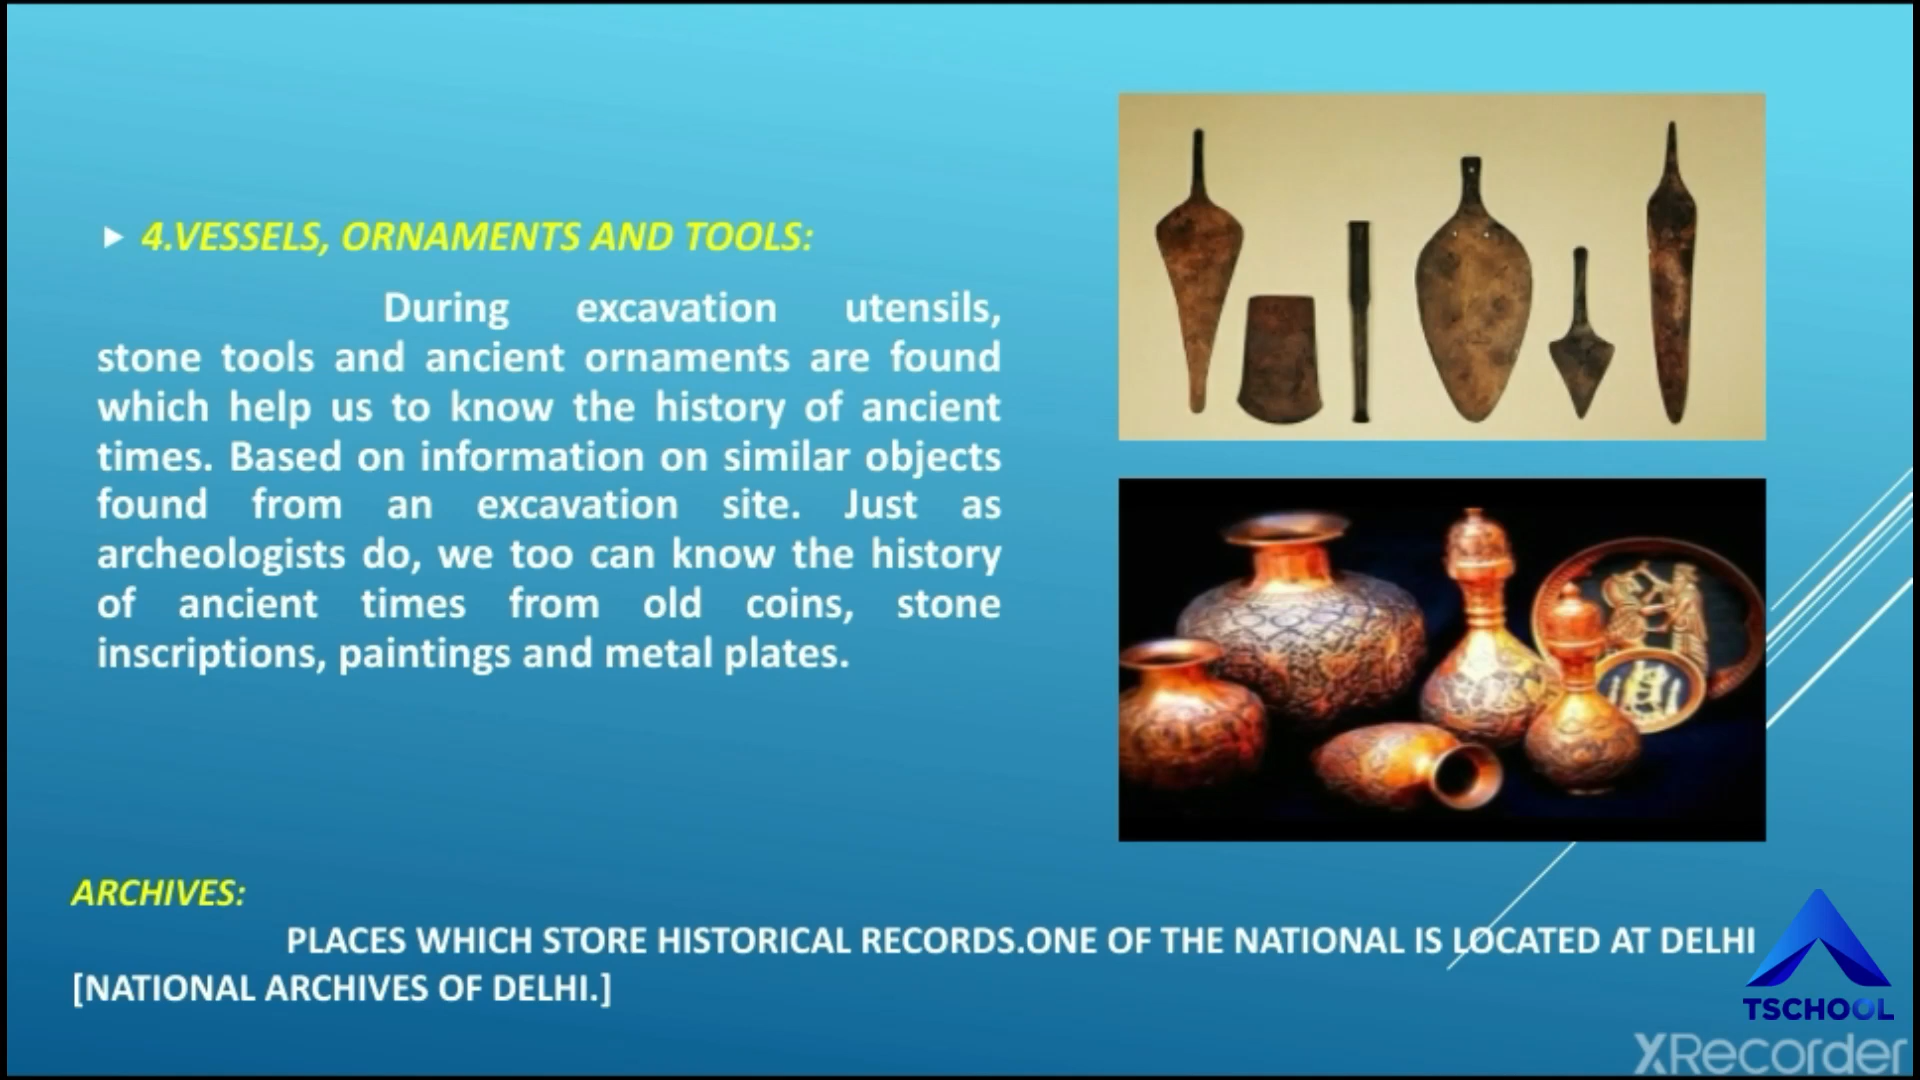 4.VESSELS, ORNAMENTS AND TOOLS:
During excavation utensils,
stone tools and ancient ornaments are found
which help us to know the history of ancient
times. Based on information on similar objects
found from an excavation site. Just as
archeologists do, we too can know the history
of ancient times from old coins, stone
inscriptions, paintings and metal plates.
ARCHIVES:
PLACES WHICH STORE HISTORICAL RECORDS.ONE OF THE NATIONAL IS LOCATED AT DELHI
[NATIONAL ARCHIVES OF DELHI.]
TSCHOOL
XRecorder